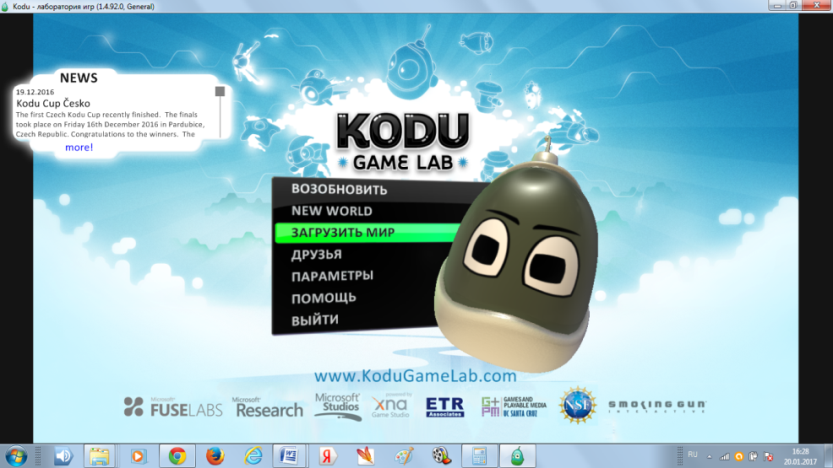 Kodu - лаборатория игр (1.4.92.0, General)
NEWS
19.12.2016
Kodu Cup Česko
The first Czech Kodu Cup recently finished. The finals
took place on Friday 16th December 2016 in Pardubice,
Czech Republic. Congratulations to the winners. The
more!
KODU
GAME LAB
ВОЗОБНОВИТЬ
NEW WORLD
ЗАГРУЗИТЬ МИР
ДРУЗЬЯ
ПАРАМЕТРЫ
ПОМОЩЬ
ВЫЙТИ
www.KoduGameLab.com
Microsoft
FUSELABS
Microsoft
Research
Microsoft
Studios
powered by
xna
Game Studio
ETR
Associates
G+PM
GAMES AND
PLAYABLE MEDIA
UC SANTA CRUZ
NSF
SMOKING GUN
INTERACTIVE
RU
16:28
20.01.2017